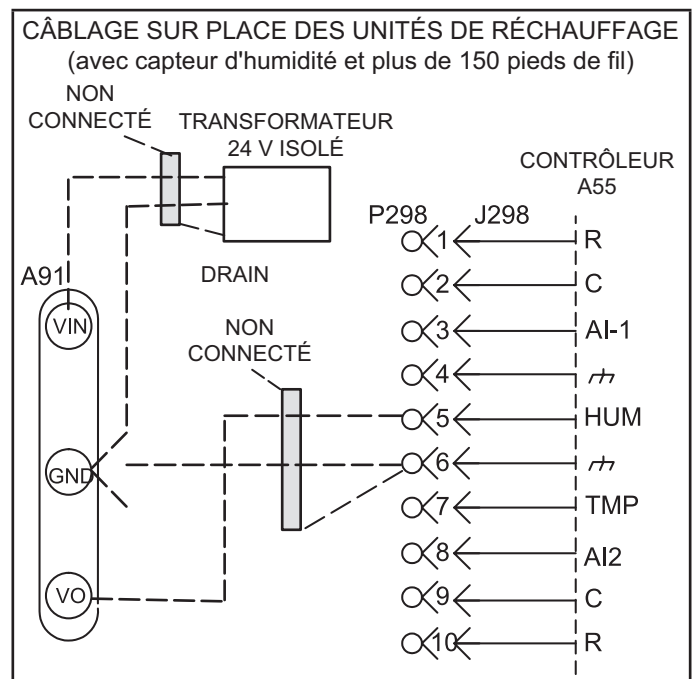 CÂBLAGE SUR PLACE DES UNITÉS DE RÉCHAUFFAGE
(avec capteur d'humidité et plus de 150 pieds de fil)
NON
CONNECTÉ
TRANSFORMATEUR
24 V ISOLÉ
CONTRÔLEUR
A55
P298
J298
A91
DRAIN
VIN
NON
CONNECTÉ
GND
VO
1 R
2 C
3 AI-1
4
5 HUM
6
7 TMP
8 AI2
9 C
10 R